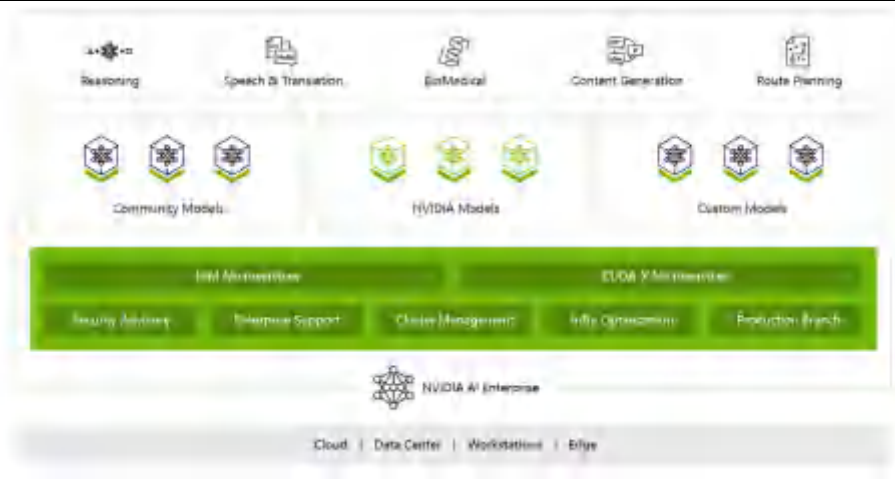 Reasoning
Speech & Translation
BioMedical
Content Generation
Route Planning
Community Models
NVIDIA Models
Custom Models
NIM Microservices
CUDA-X Microservices
Security Advisory
Enterprise Support
Cluster Management
Infra Optimization
Production Branch
NVIDIA AI Enterprise
Cloud | Data Center | Workstations | Edge